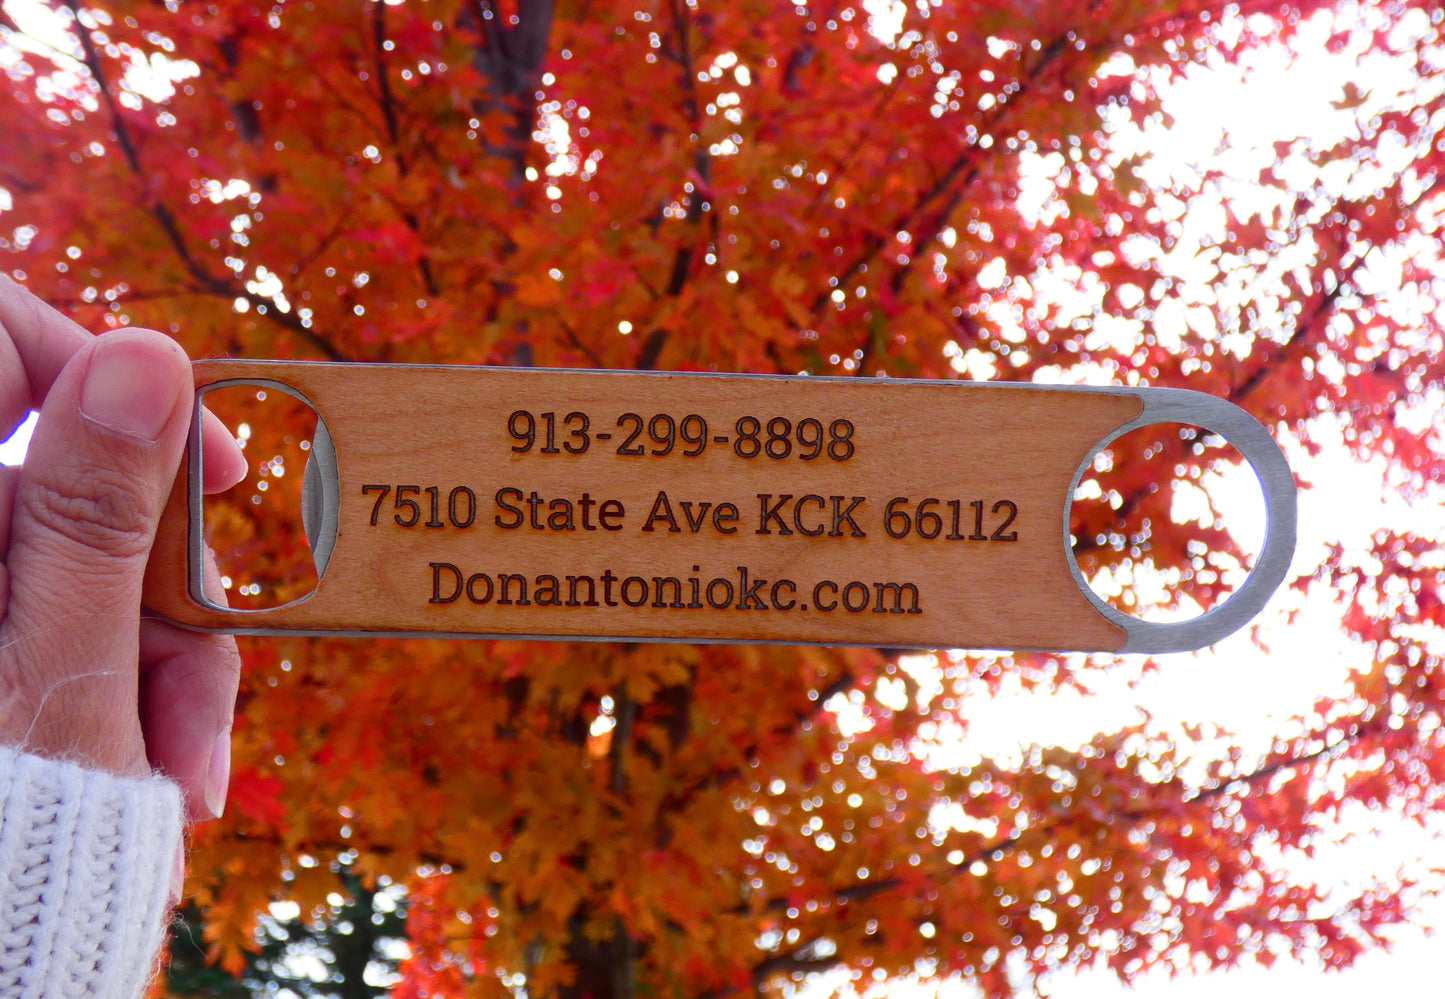 913-299-8898
7510 State Ave KCK 66112
Donantoniokc.com